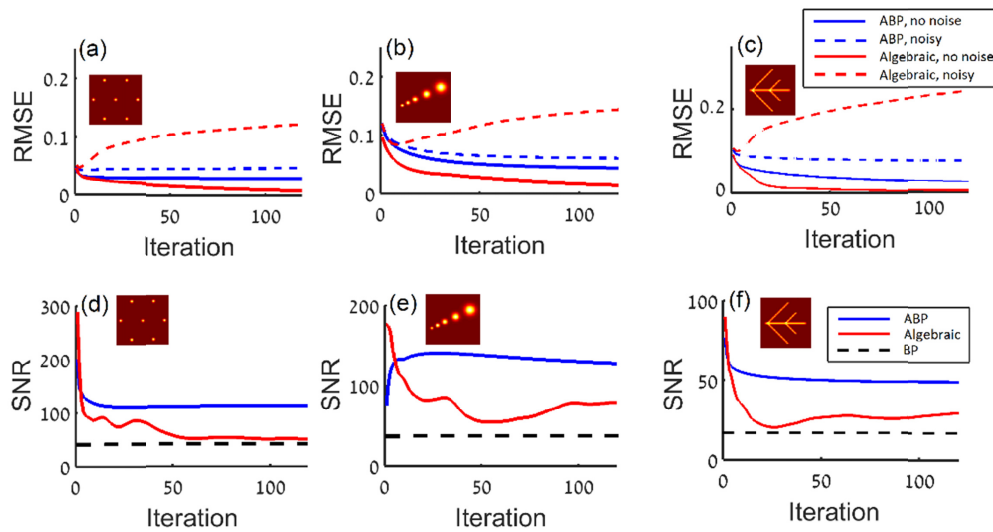 (a)
RMSE
0.2
0.1
0
0
50
100
Iteration
(b)
RMSE
0.2
0.1
0
0
50
100
Iteration
(c)
RMSE
0.2
0
0
50
100
Iteration
ABP, no noise
ABP, noisy
Algebraic, no noise
Algebraic, noisy
(d)
SNR
300
200
100
0
0
50
100
Iteration
(e)
SNR
200
150
100
50
0
0
50
100
Iteration
(f)
SNR
100
50
0
0
50
100
Iteration
ABP
Algebraic
BP